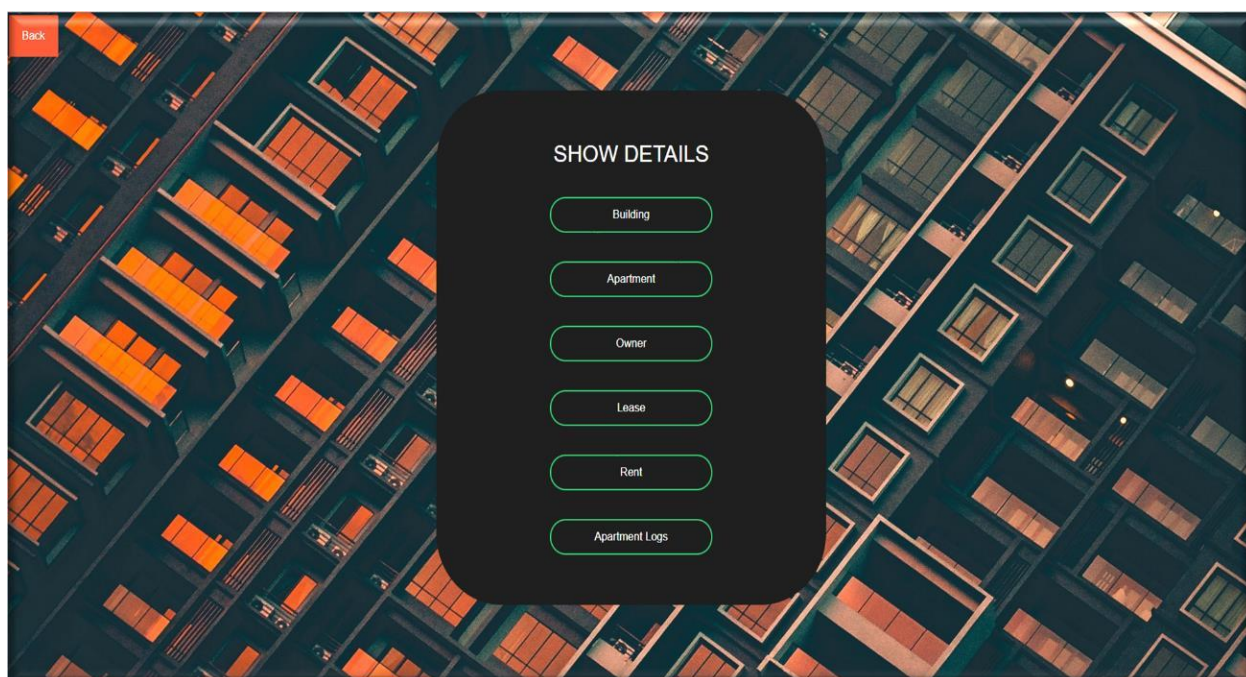 Back
SHOW DETAILS
Building
Apartment
Owner
Lease
Rent
Apartment Logs